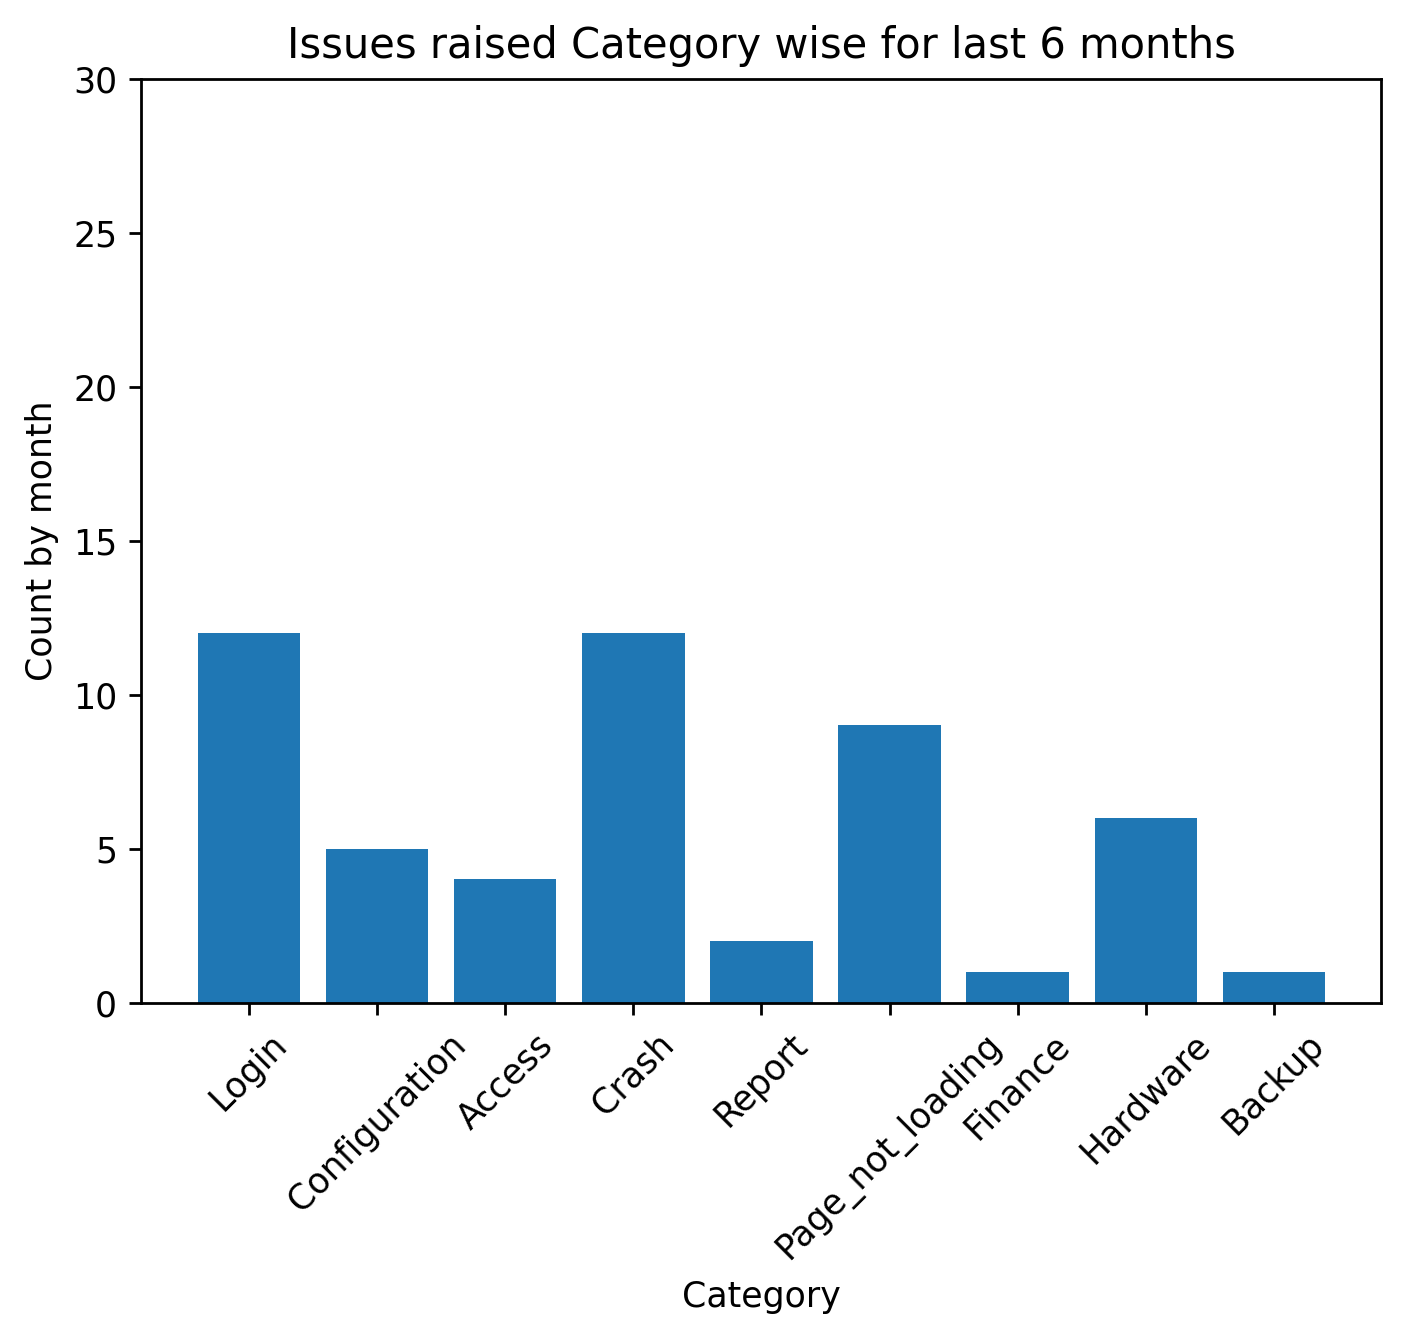 Issues raised Category wise for last 6 months
30
25
20
15
10
5
0
Count by month
Login
Configuration
Access
Crash
Report
Page_not_loading
Finance
Hardware
Backup
Category